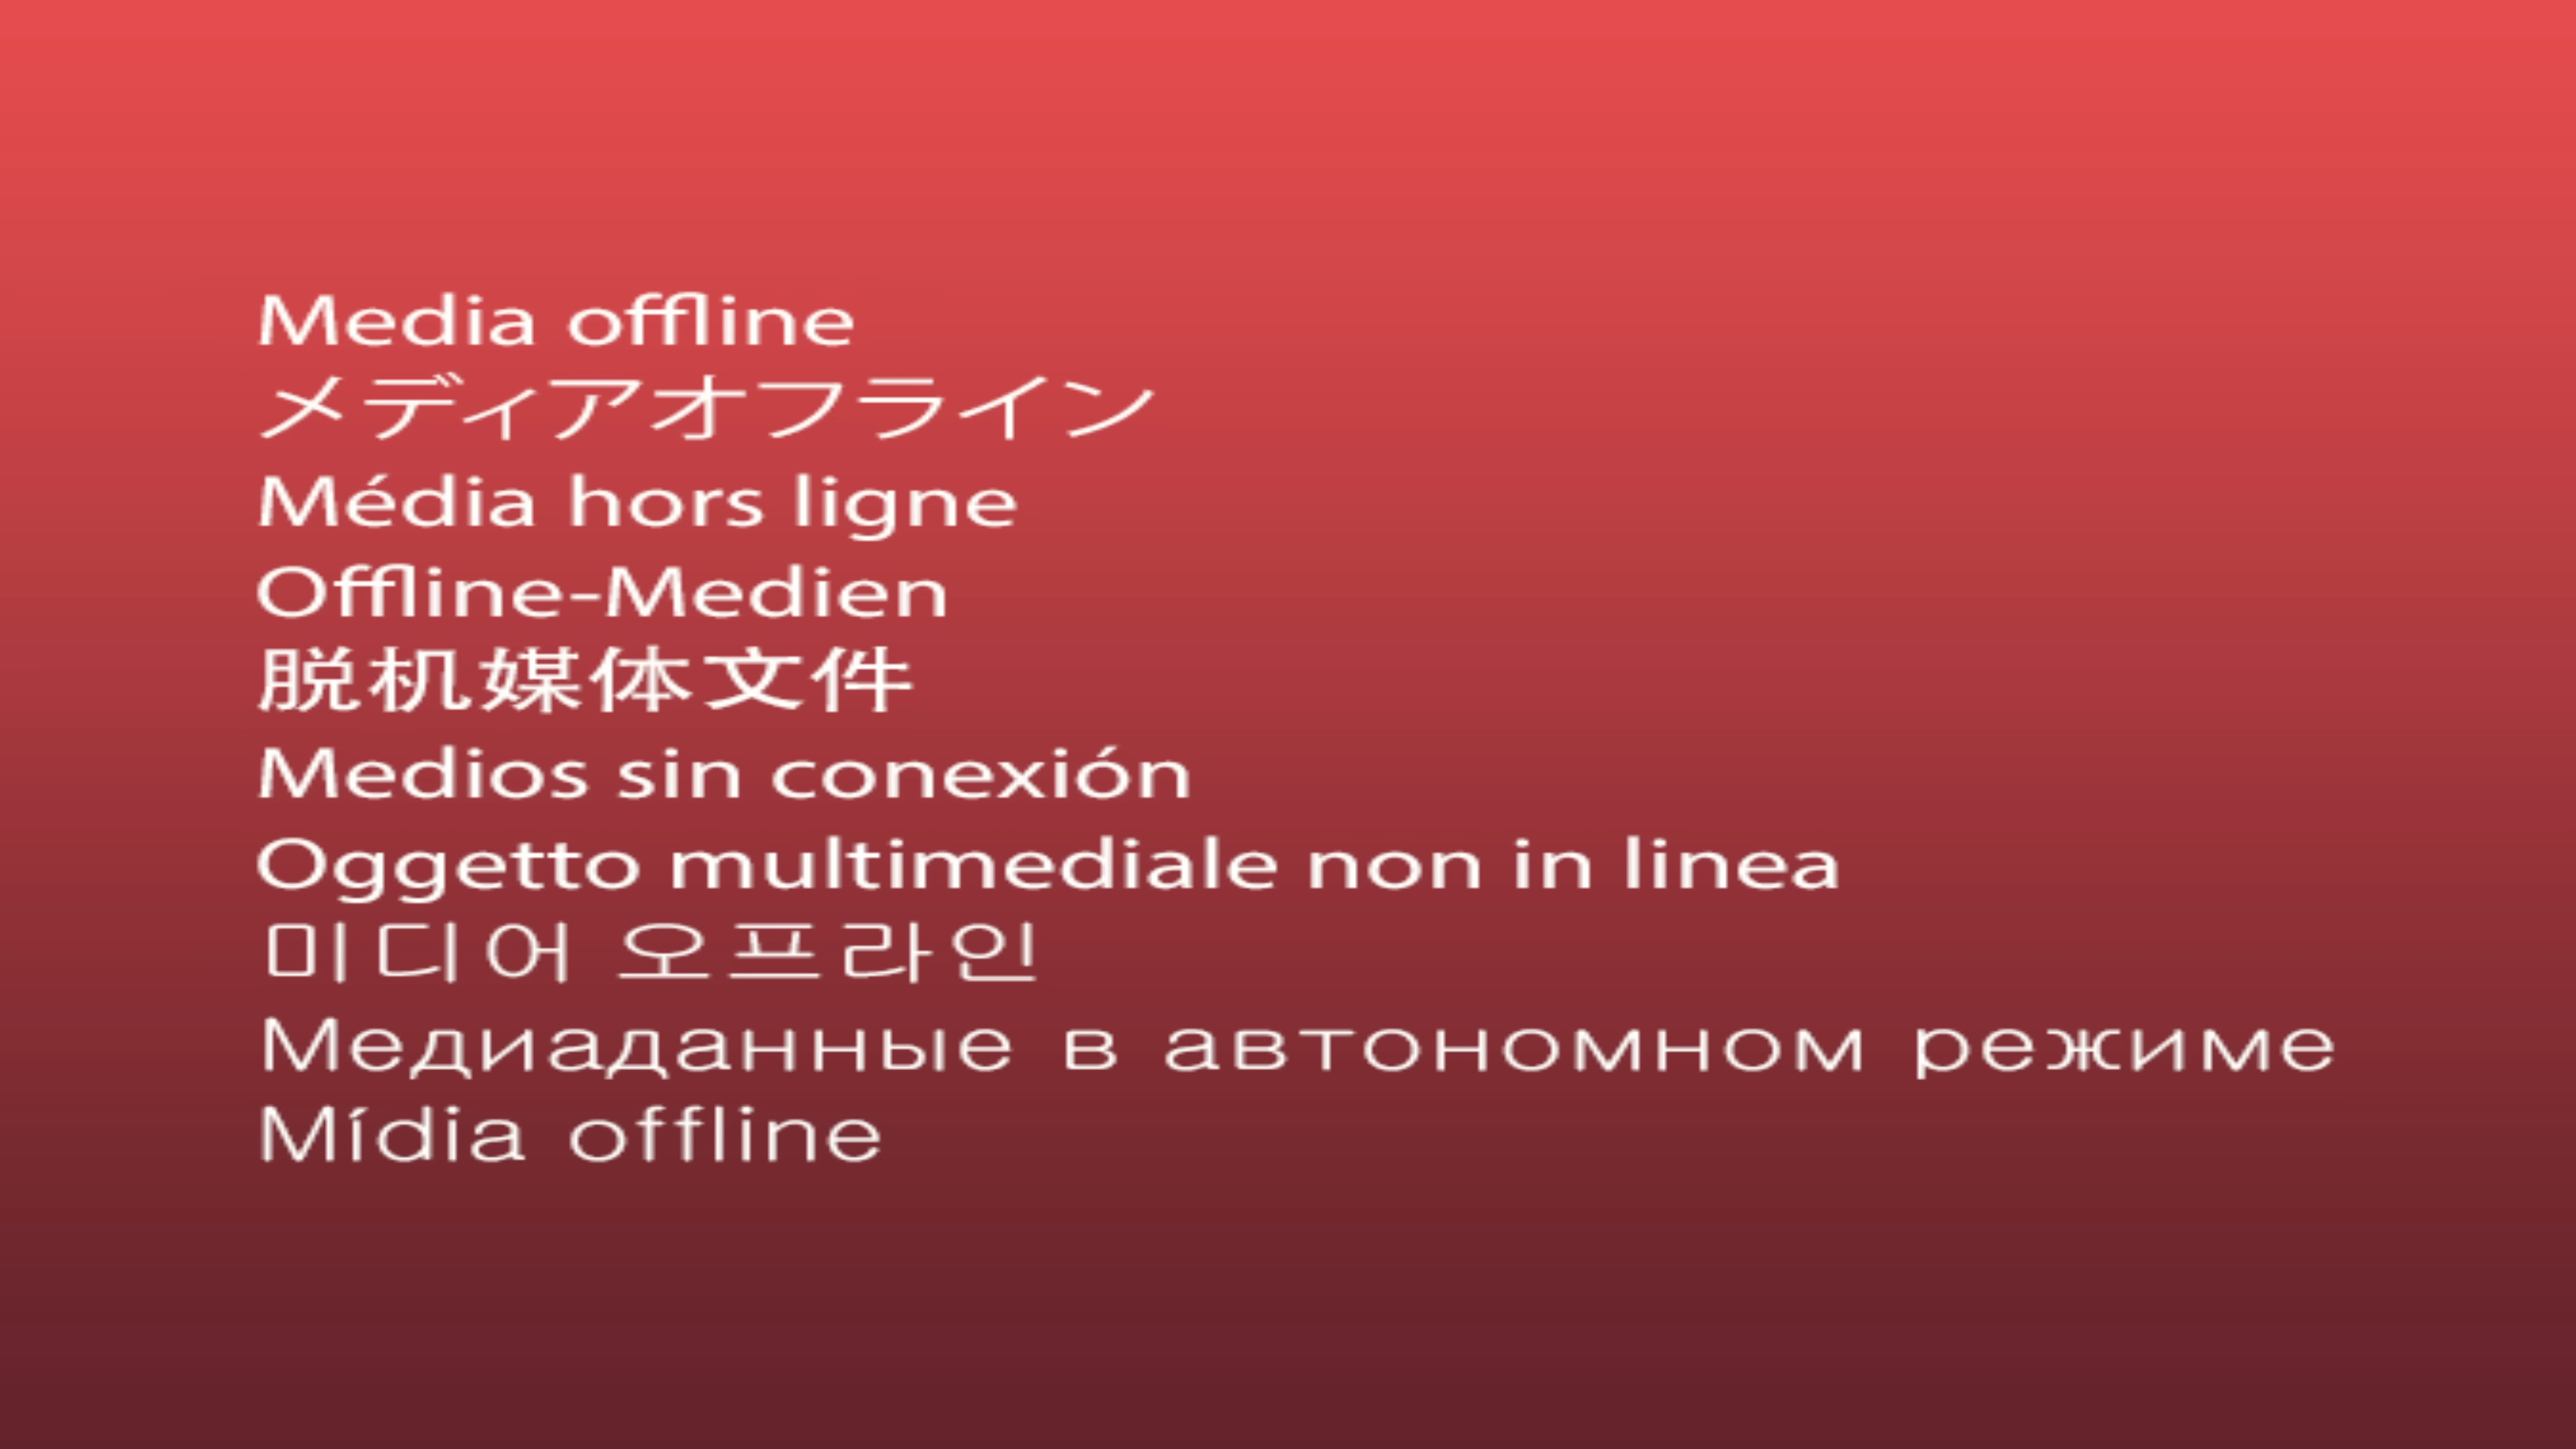 Media offline
メディアオフライン
Média hors ligne
Offline-Medien
脱机媒体文件
Medios sin conexión
Oggetto multimediale non in linea
미디어 오프라인
Медиаданные в автономном режиме
Mídia offline